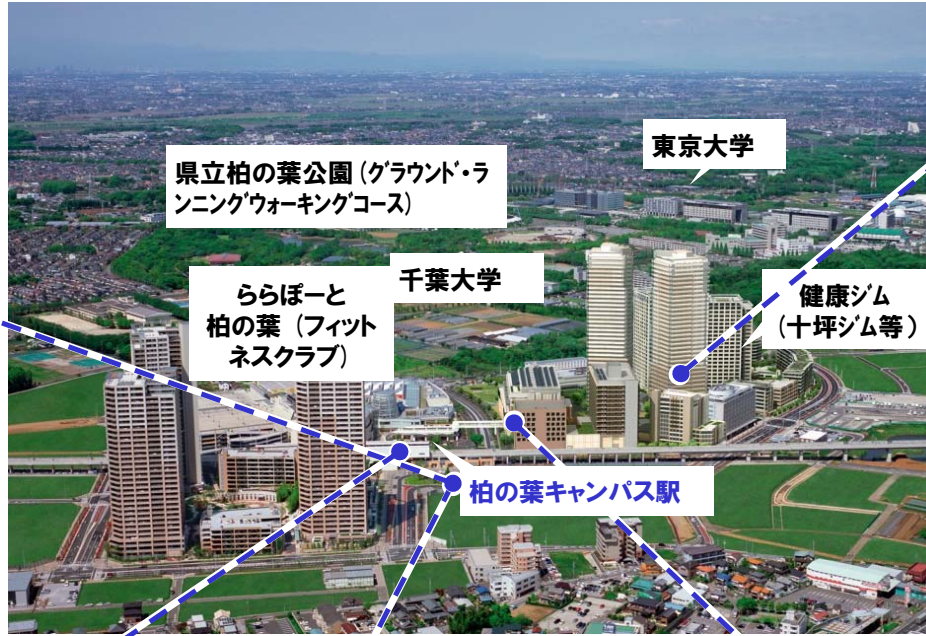 東京大学
県立柏の葉公園(グラウンド・ラ
ンニングウォーキングコース)
千葉大学
ららぽーと
柏の葉 (フィット
ネスクラブ)
健康ジム
(十坪ジム等)
柏の葉キャンパス駅